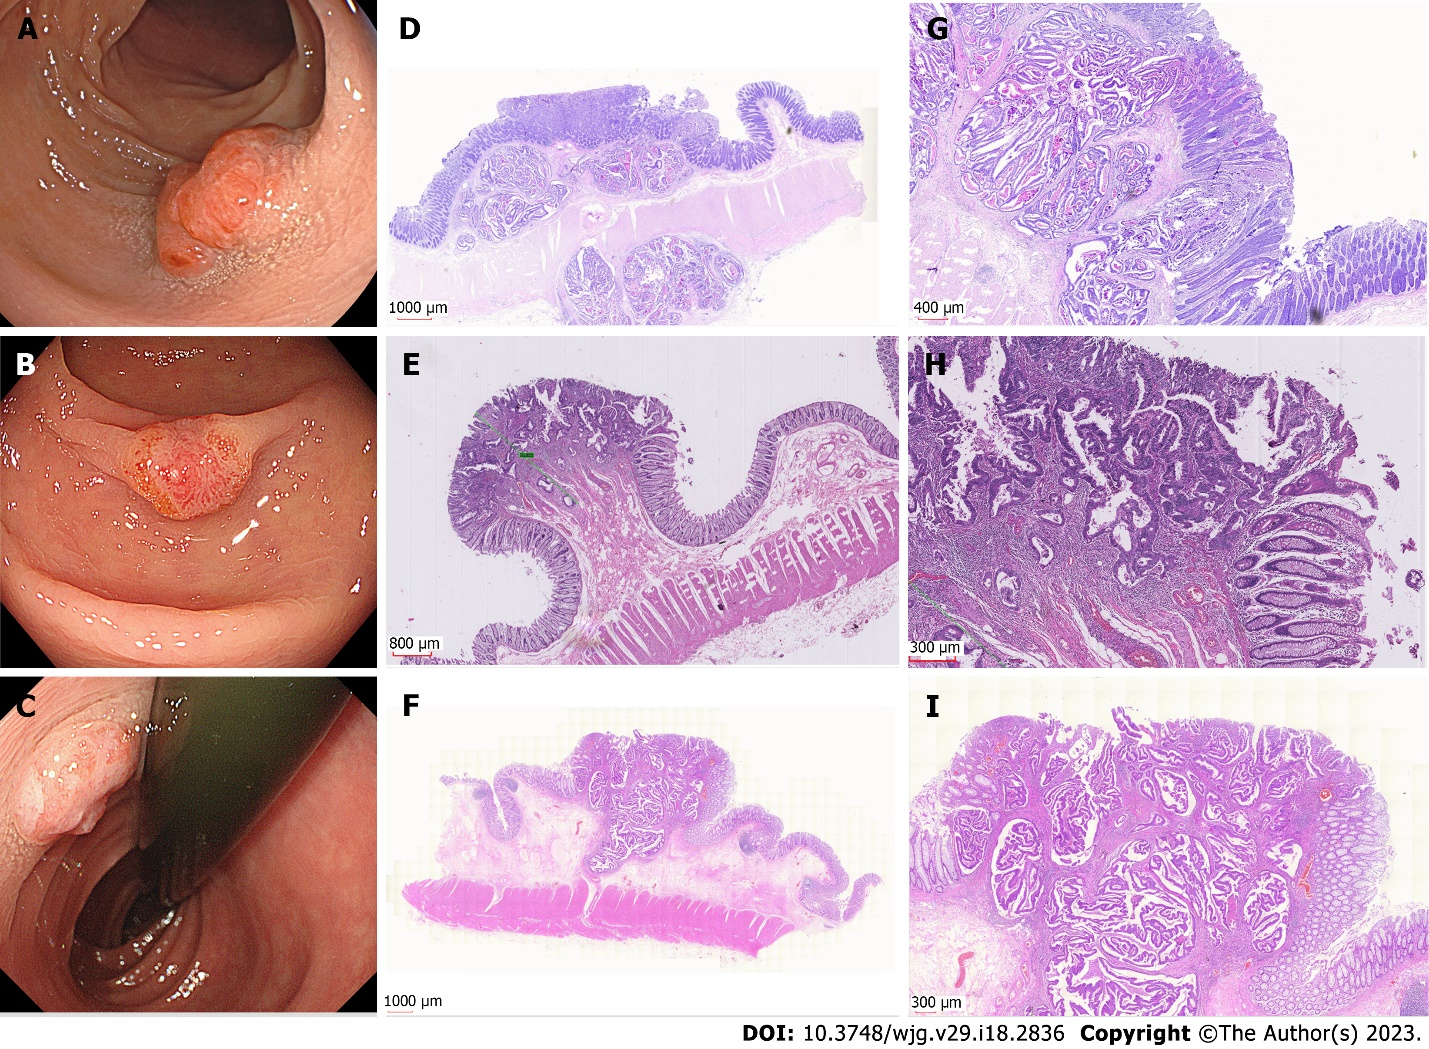 A
D
G
1000 µm
400 µm
B
E
H
800 µm
300 µm
C
F
I
1000 µm
300 µm
DOI: 10.3748/wjg.v29.i18.2836 Copyright ©The Author(s) 2023.